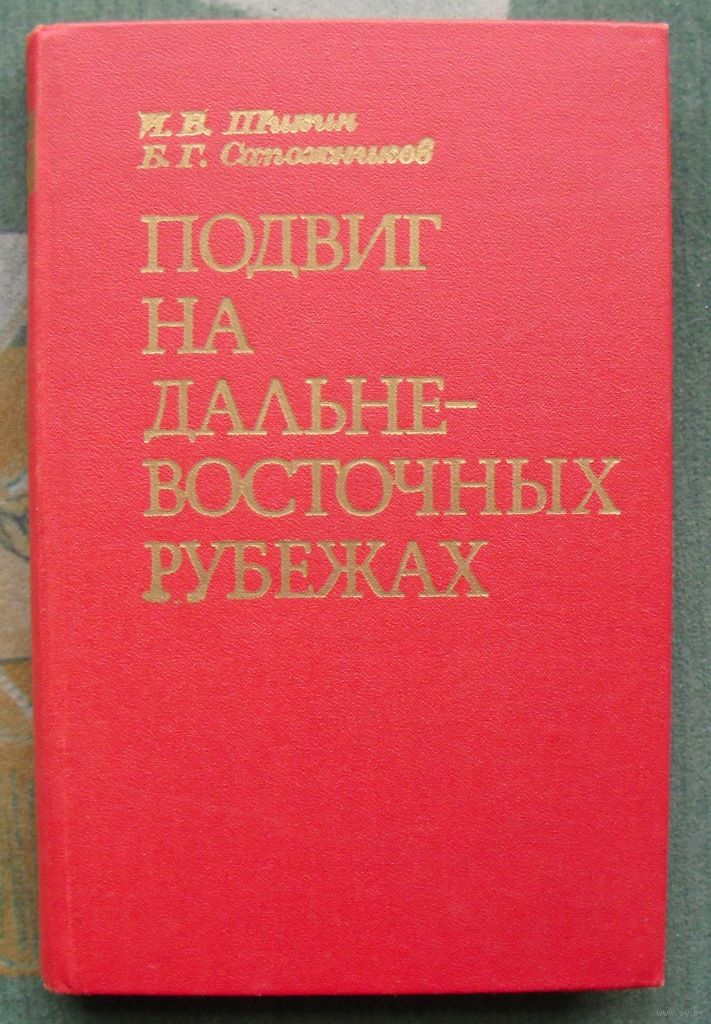 И. В. Шикин
Б. Г. Сапожников
ПОДВИГ
НА
ДАЛЬНЕ-
ВОСТОЧНЫХ
РУБЕЖАХ